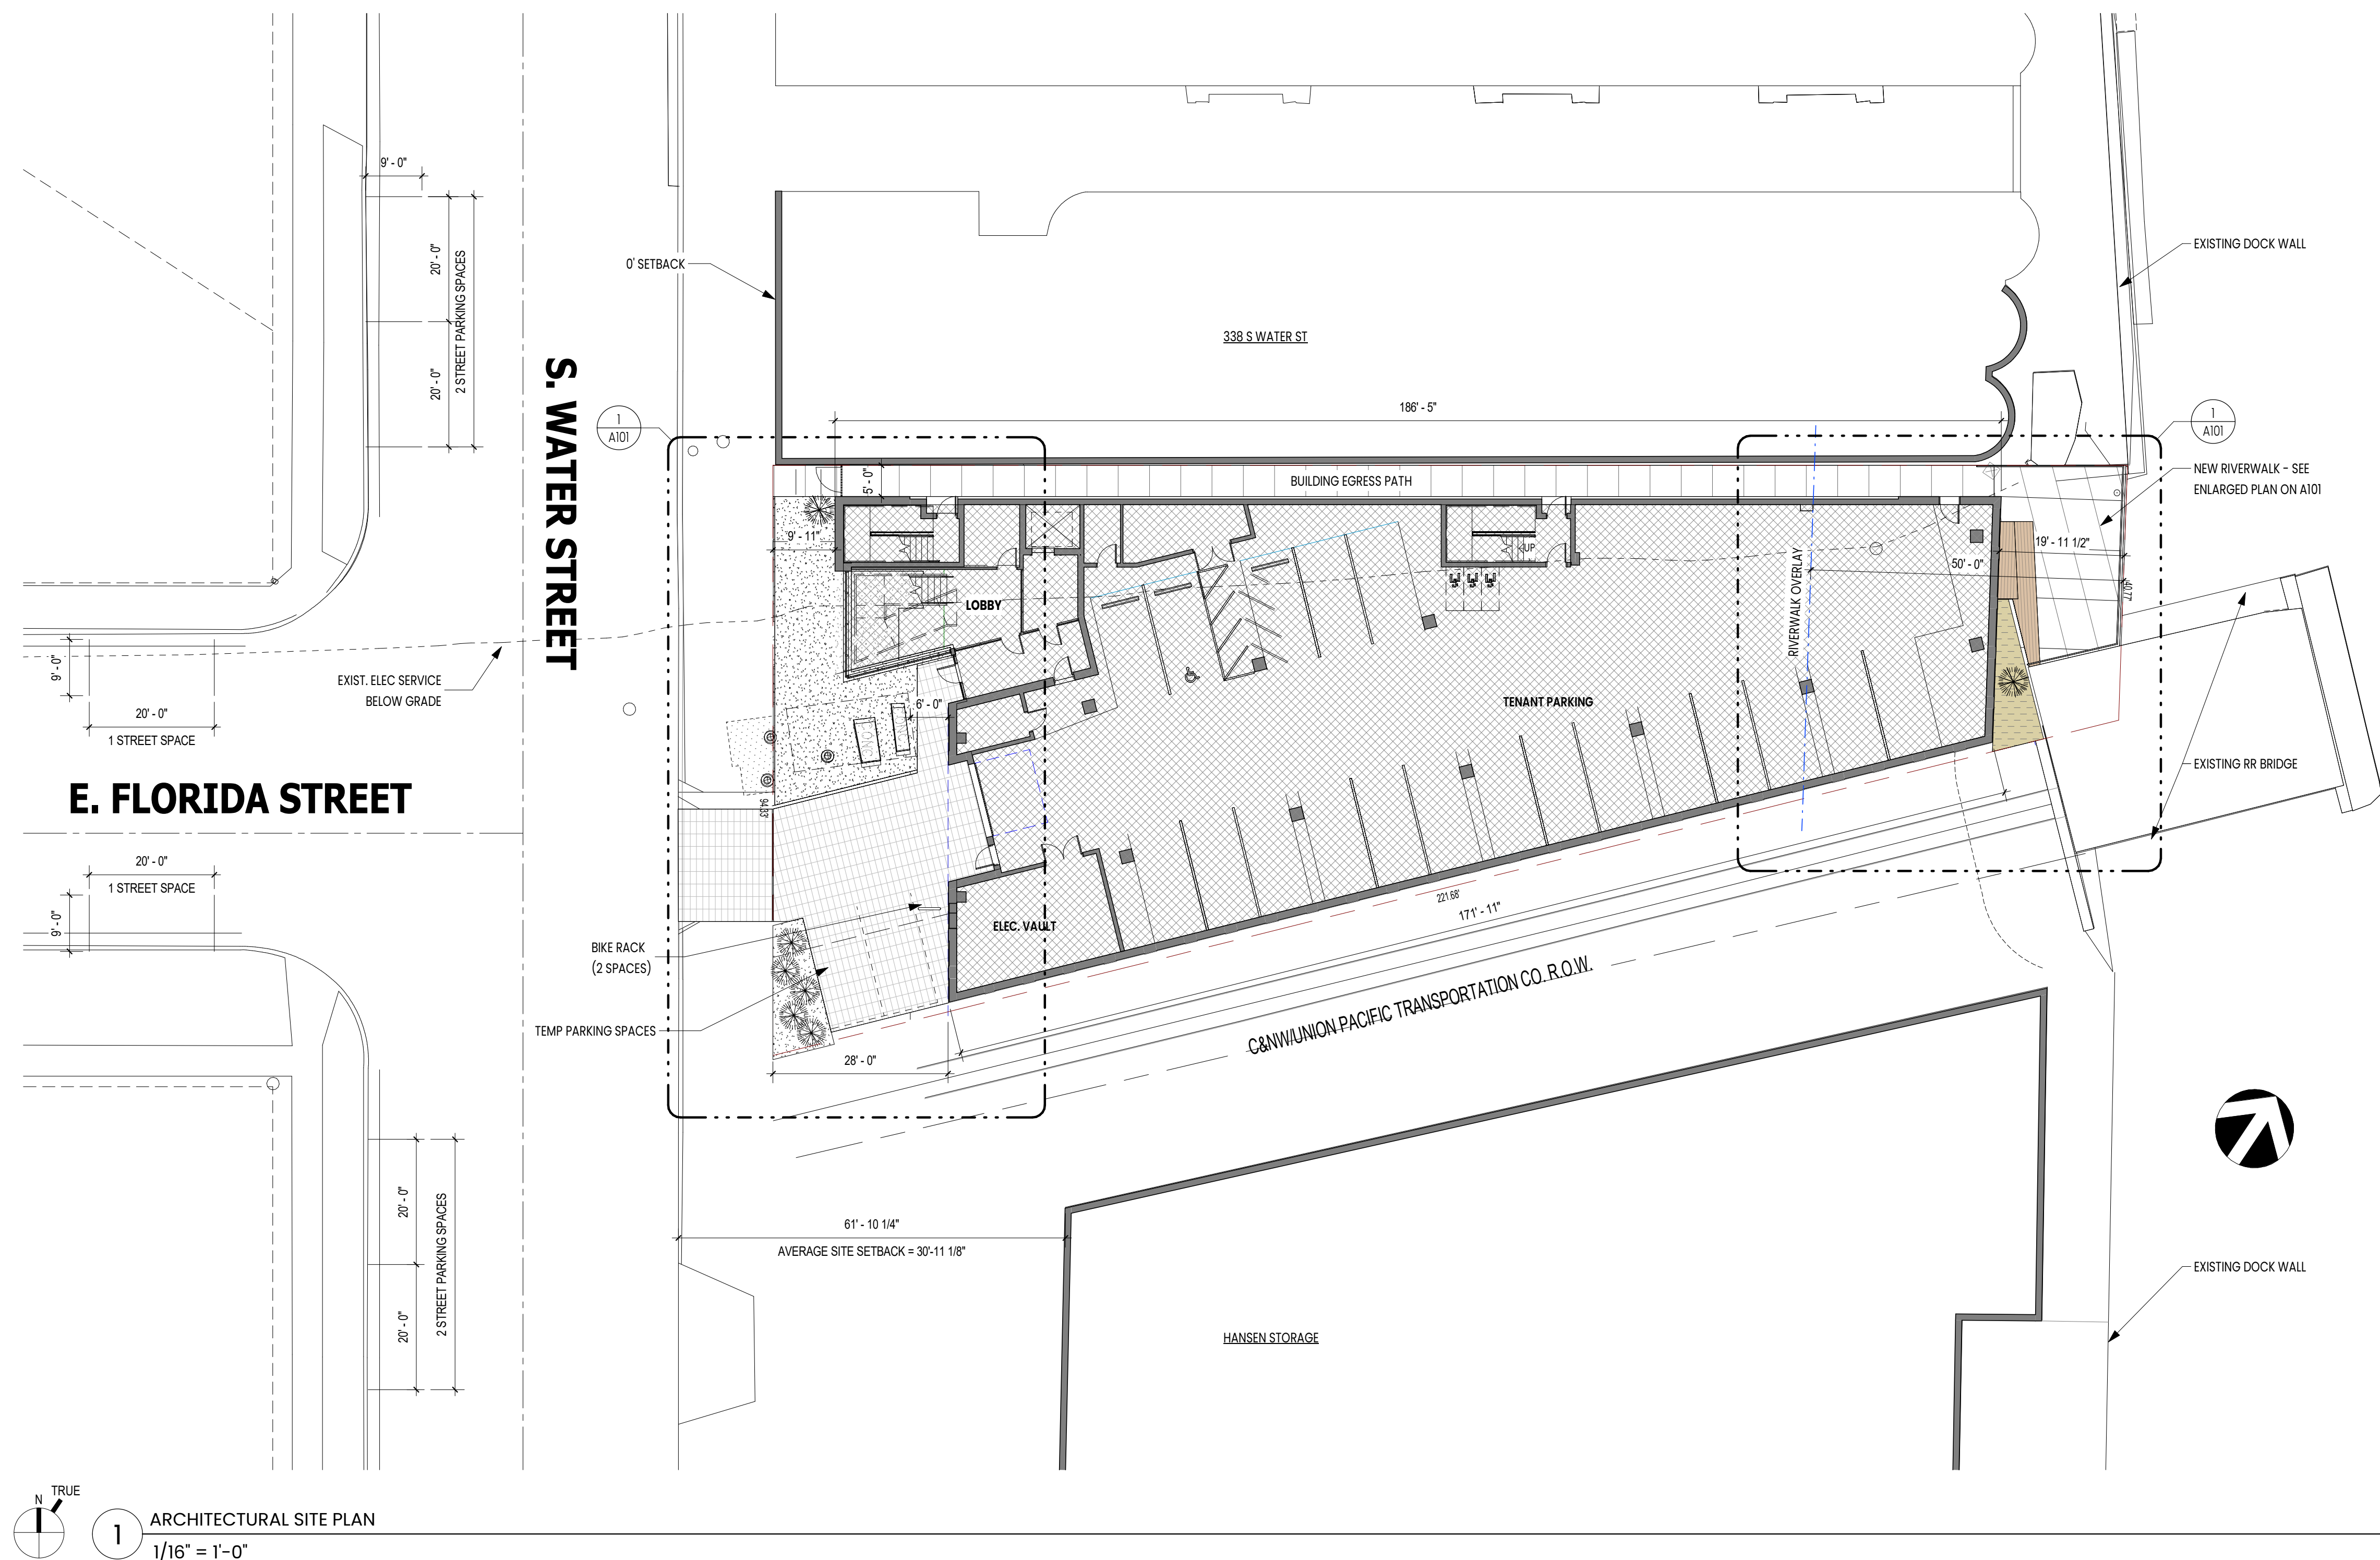 9' - 0"
20' - 0"
20' - 0"
2 STREET PARKING SPACES
0' SETBACK
S. WATER STREET
1
A101
338 S WATER ST
186' - 5"
EXISTING DOCK WALL
1
A101
NEW RIVERWALK - SEE
ENLARGED PLAN ON A101
BUILDING EGRESS PATH
5' - 0"
9' - 11"
LOBBY
UP
RIVERWALK OVERLAY
19' - 11 1/2"
50' - 0"
40.77'
9' - 0"
EXIST. ELEC SERVICE
BELOW GRADE
20' - 0"
1 STREET SPACE
6' - 0"
TENANT PARKING
EXISTING RR BRIDGE
E. FLORIDA STREET
94.33'
20' - 0"
1 STREET SPACE
9' - 0"
BIKE RACK
(2 SPACES)
ELEC. VAULT
221.68'
171' - 11"
TEMP PARKING SPACES
C&NW/UNION PACIFIC TRANSPORTATION CO. R.O.W.
28' - 0"
20' - 0"
20' - 0"
2 STREET PARKING SPACES
61' - 10 1/4"
AVERAGE SITE SETBACK = 30'-11 1/8"
EXISTING DOCK WALL
HANSEN STORAGE
N
TRUE
1
ARCHITECTURAL SITE PLAN
1/16" = 1'-0"